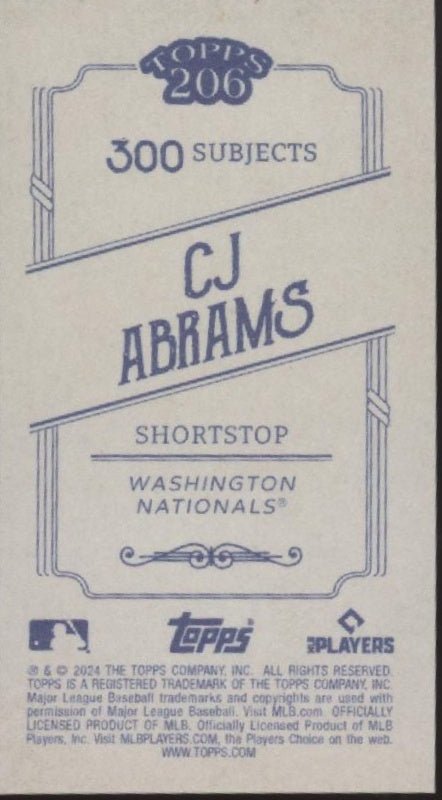 TOPPS
206
300 SUBJECTS
CJ
ABRAMS
SHORTSTOP
WASHINGTON
NATIONALS®
topps
MLB PLAYERS
® & © 2024 THE TOPPS COMPANY, INC. ALL RIGHTS RESERVED.
TOPPS IS A REGISTERED TRADEMARK OF THE TOPPS COMPANY, INC.
Major League Baseball trademarks and copyrights are used with
permission of Major League Baseball. Visit MLB.com. OFFICIALLY
LICENSED PRODUCT OF MLB. Officially Licensed Product of MLB
Players, Inc. Visit MLBPLAYERS.COM, the Players Choice on the web.
WWW.TOPPS.COM